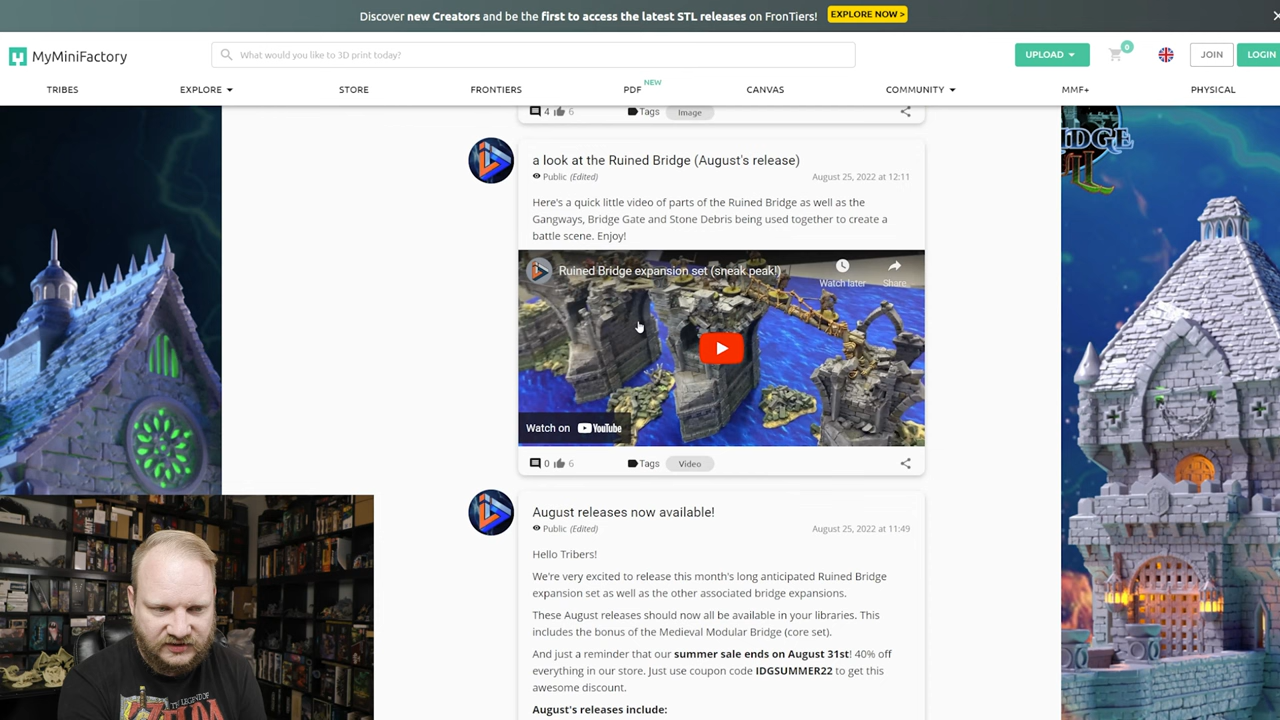 Discover new Creators and be the first to access the latest STL releases on FronTiers! EXPLORE NOW >
MyMiniFactory What would you like to 3D print today? UPLOAD 0 JOIN LOGIN
TRIBES EXPLORE STORE FRONTIERS PDF NEW CANVAS COMMUNITY MMF+ PHYSICAL
4 6 Tags Image
a look at the Ruined Bridge (August's release)
Public (Edited) August 25, 2022 at 12:11
Here's a quick little video of parts of the Ruined Bridge as well as the
Gangways, Bridge Gate and Stone Debris being used together to create a
battle scene. Enjoy!
Ruined Bridge expansion set (sneak peak!)
Watch later Share
Watch on YouTube
0 6 Tags Video
August releases now available!
Public (Edited) August 25, 2022 at 11:49
Hello Tribers!
We're very excited to release this month's long anticipated Ruined Bridge
expansion set as well as the other associated bridge expansions.
These August releases should now all be available in your libraries. This
includes the bonus of the Medieval Modular Bridge (core set).
And just a reminder that our summer sale ends on August 31st! 40% off
everything in our store. Just use coupon code IDGSUMMER22 to get this
awesome discount.
August's releases include:
THE LEGEND OF